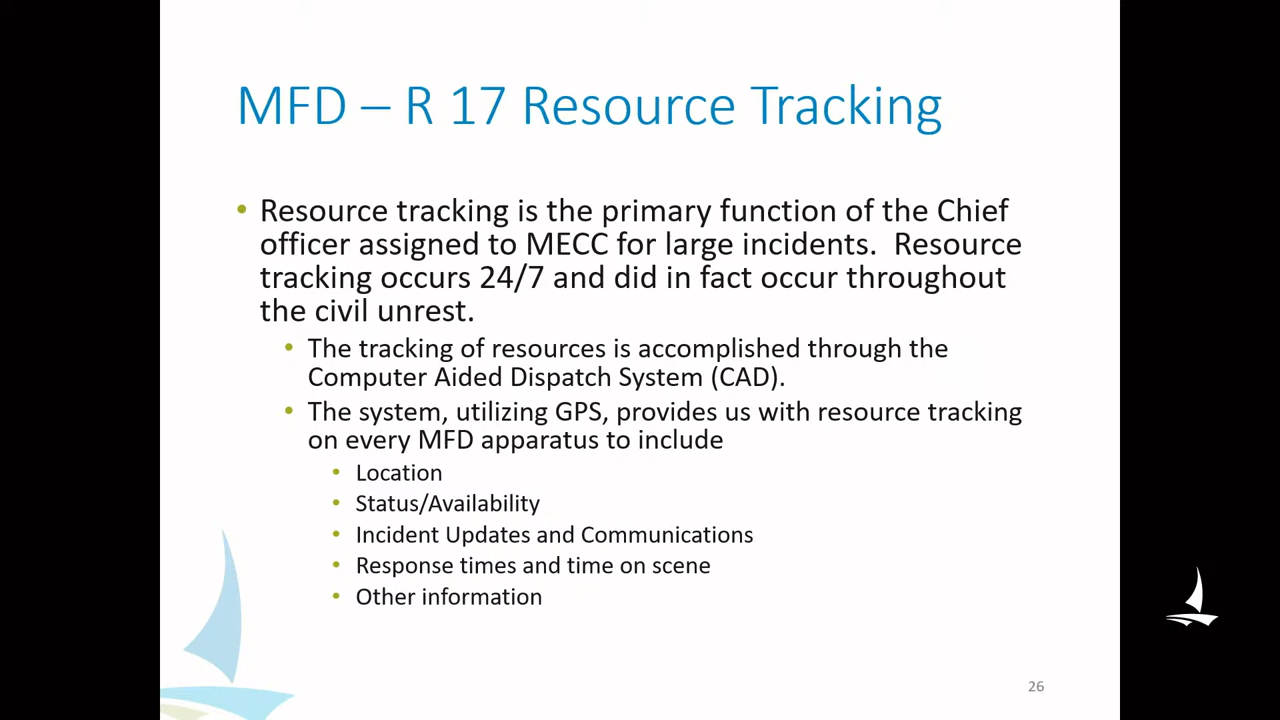 MFD – R 17 Resource Tracking
• Resource tracking is the primary function of the Chief
officer assigned to MECC for large incidents.  Resource
tracking occurs 24/7 and did in fact occur throughout
the civil unrest.
• The tracking of resources is accomplished through the
Computer Aided Dispatch System (CAD).
• The system, utilizing GPS, provides us with resource tracking
on every MFD apparatus to include
• Location
• Status/Availability
• Incident Updates and Communications
• Response times and time on scene
• Other information
26